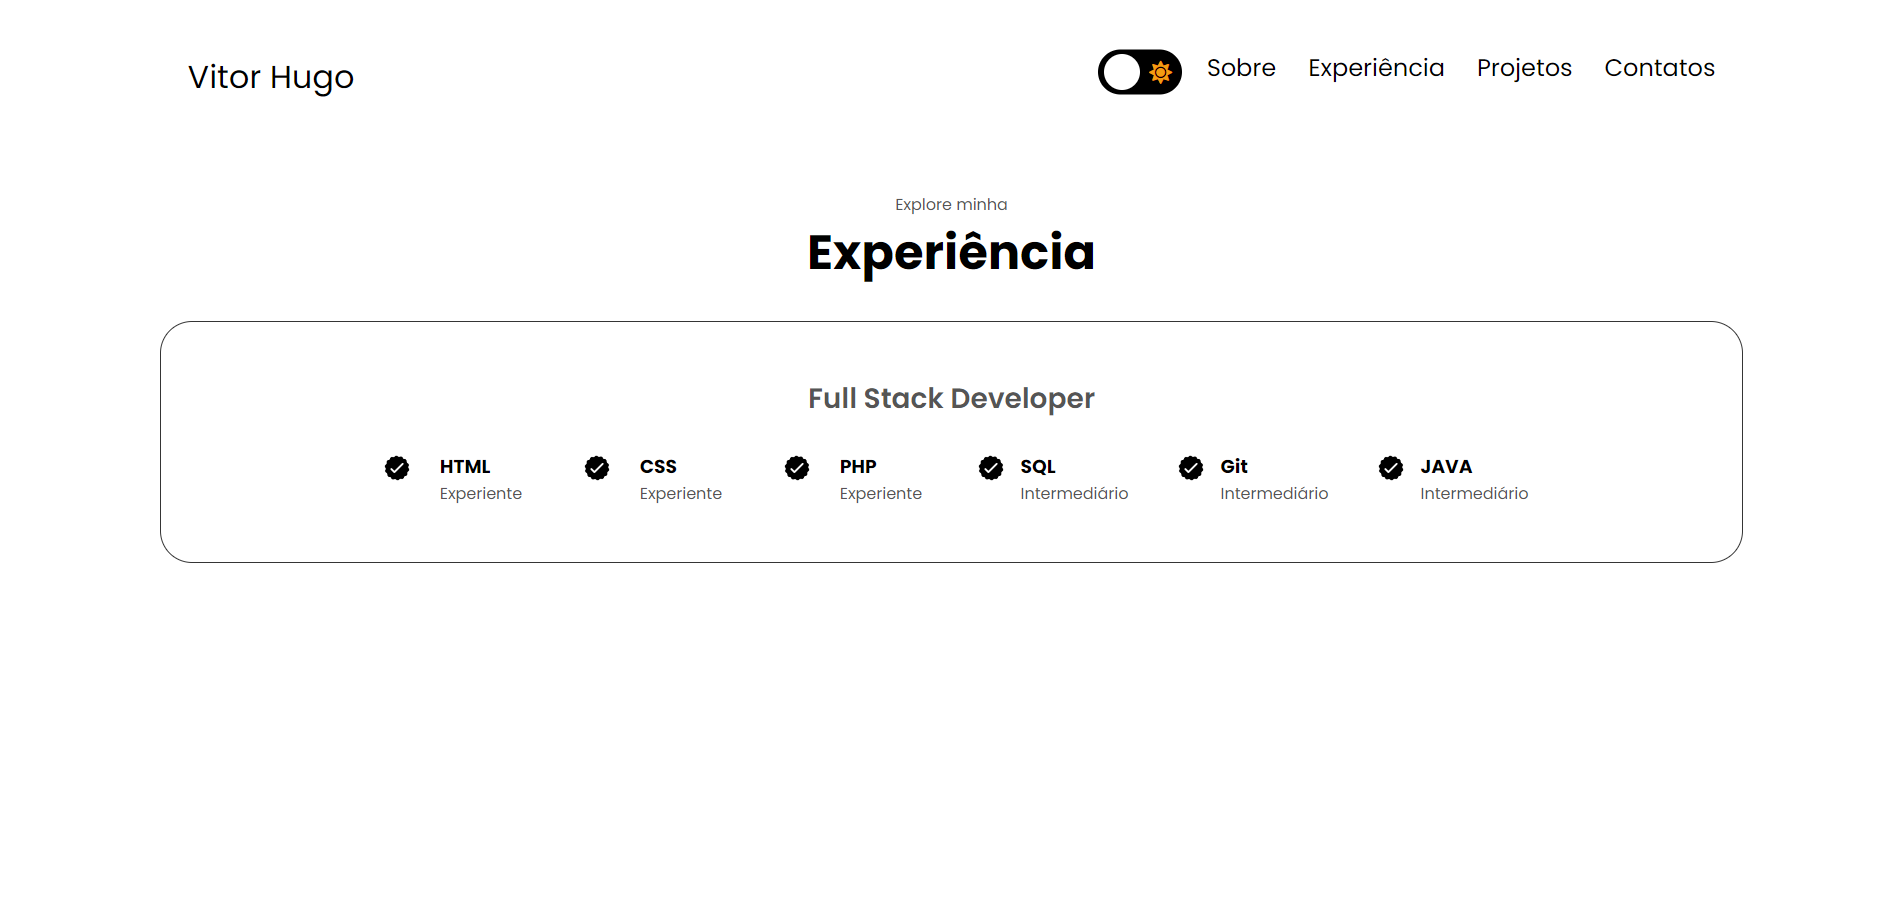 Vitor Hugo
Sobre Experiência Projetos Contatos
Explore minha
Experiência
Full Stack Developer
HTML
Experiente
CSS
Experiente
PHP
Experiente
SQL
Intermediário
Git
Intermediário
JAVA
Intermediário